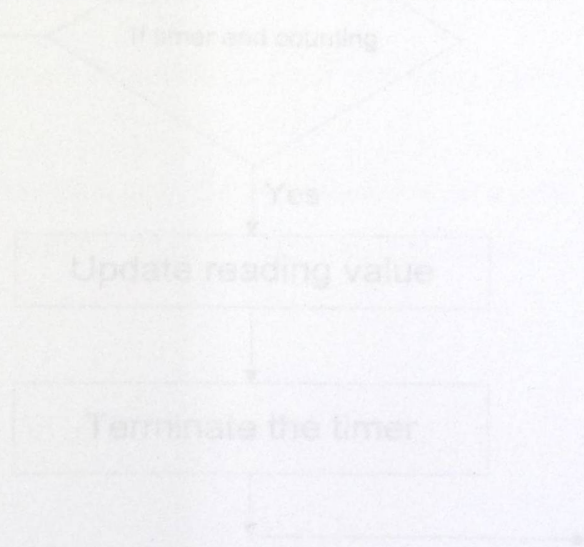 If timer and counting
Yes
Update reading value
Terminate the timer